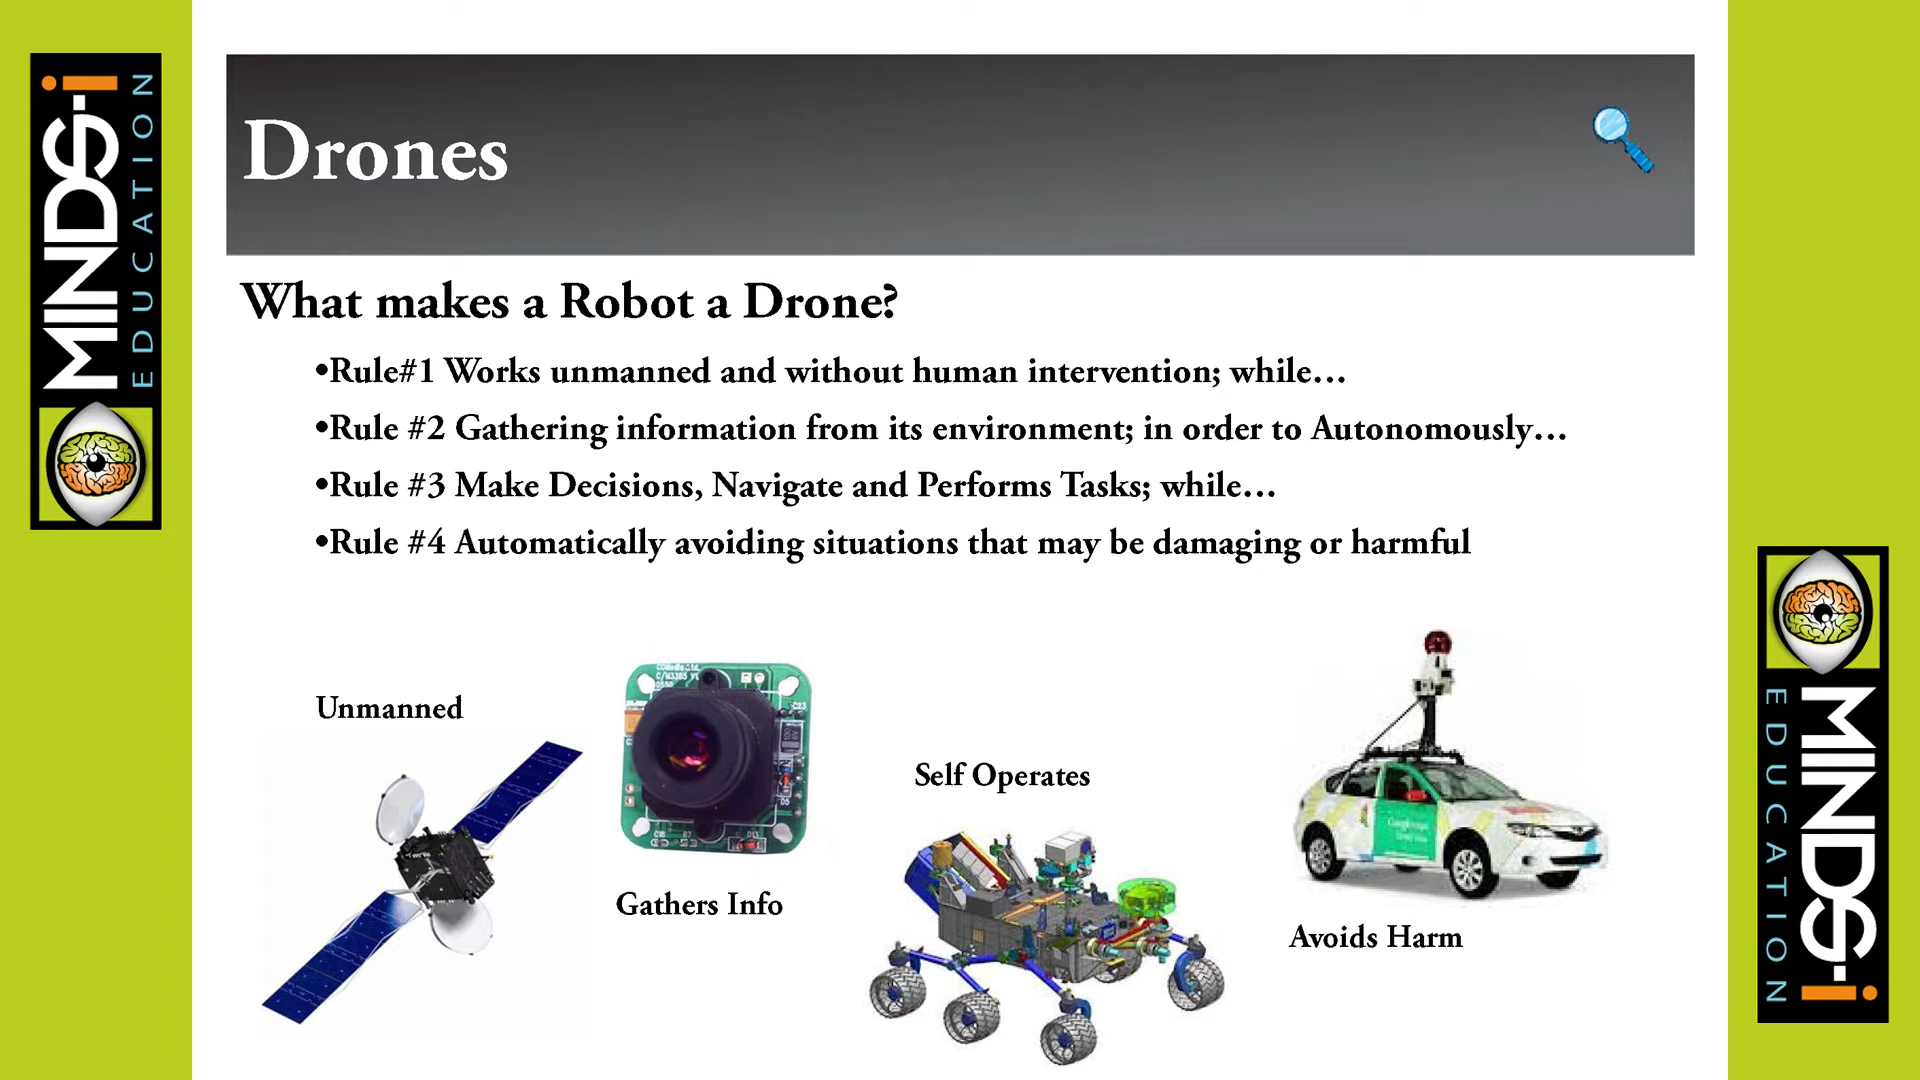 MINDS-i
EDUCATION
Drones
What makes a Robot a Drone?
•Rule#1 Works unmanned and without human intervention; while…
•Rule #2 Gathering information from its environment; in order to Autonomously…
•Rule #3 Make Decisions, Navigate and Performs Tasks; while…
•Rule #4 Automatically avoiding situations that may be damaging or harmful
Unmanned
Gathers Info
Self Operates
Avoids Harm
MINDS-i
EDUCATION